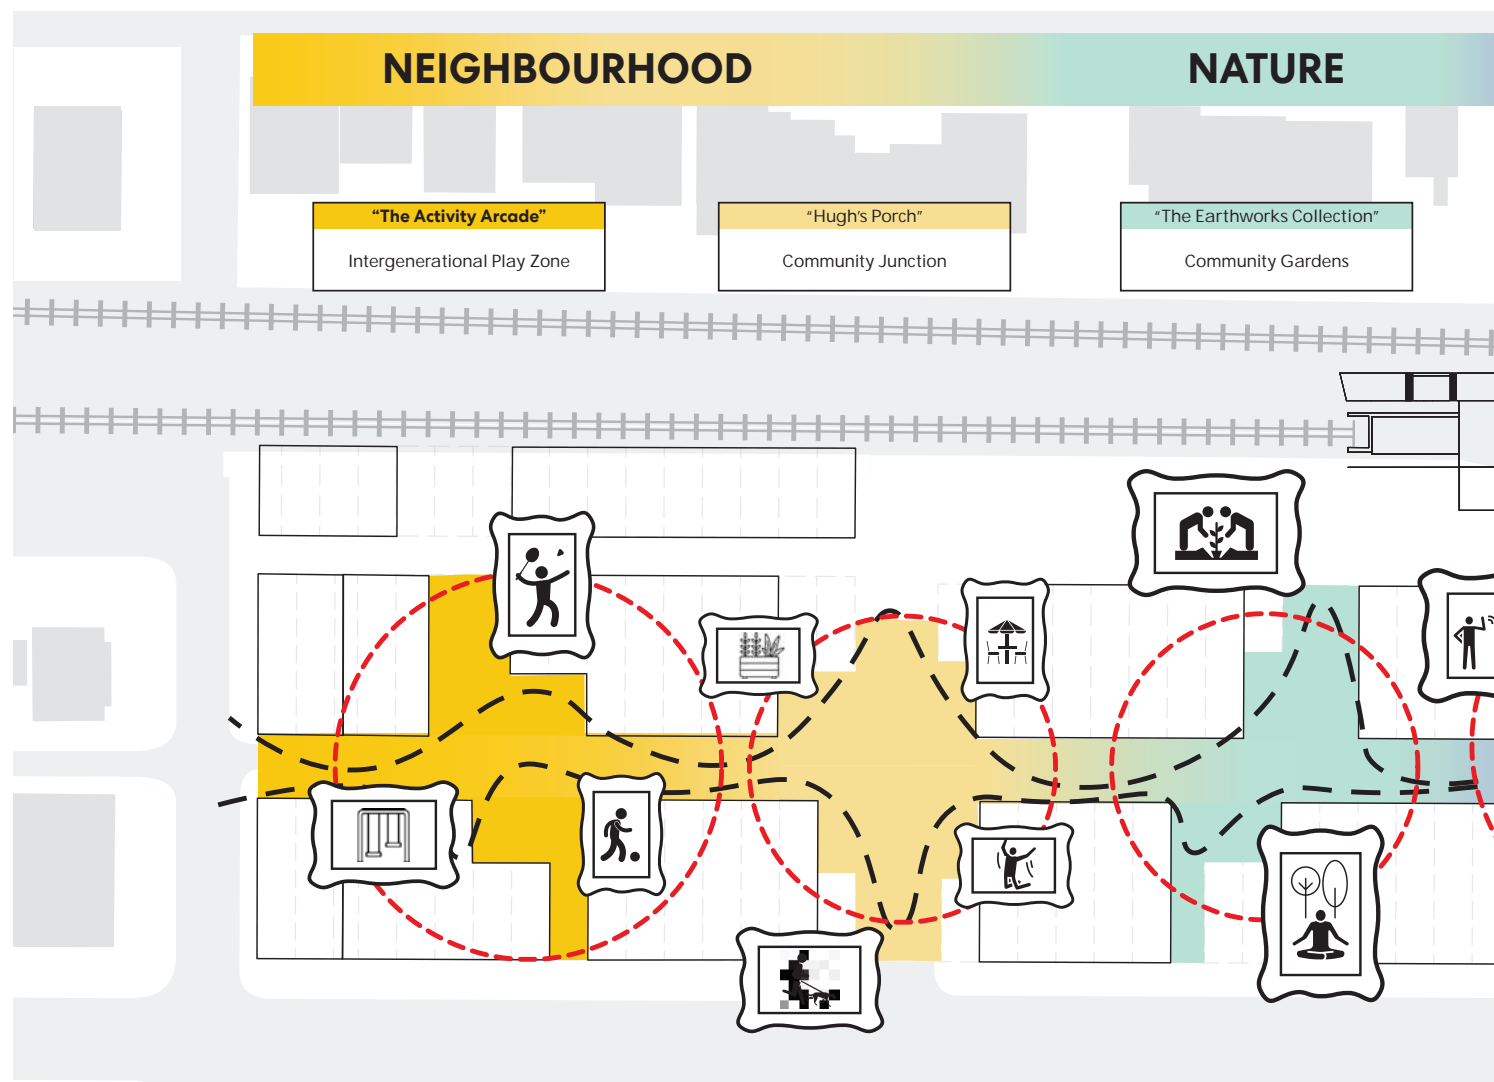 NEIGHBOURHOOD
NATURE
“The Activity Arcade”
Intergenerational Play Zone
“Hugh’s Porch”
Community Junction
“The Earthworks Collection”
Community Gardens